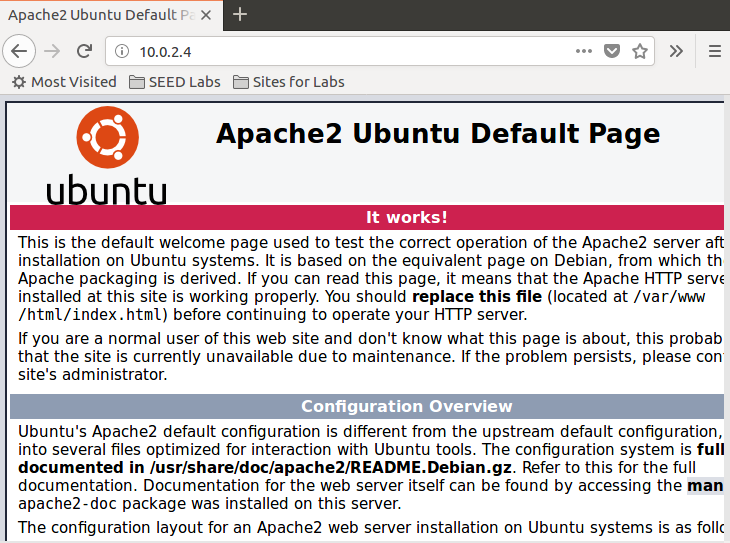 Apache2 Ubuntu Default
10.0.2.4
Most Visited SEED Labs Sites for Labs
Apache2 Ubuntu Default Page
ubuntu
It works!
This is the default welcome page used to test the correct operation of the Apache2 server
installation on Ubuntu systems. It is based on the equivalent page on Debian, from which
Apache packaging is derived. If you can read this page, it means that the Apache HTTP
installed at this site is working properly. You should replace this file (located at /var/www
/html/index.html) before continuing to operate your HTTP server.
If you are a normal user of this web site and don't know what this page is about, this
that the site is currently unavailable due to maintenance. If the problem persists, please
site's administrator.
Configuration Overview
Ubuntu's Apache2 default configuration is different from the upstream default configuration,
into several files optimized for interaction with Ubuntu tools. The configuration system is
documented in /usr/share/doc/apache2/README.Debian.gz. Refer to this for the full
documentation. Documentation for the web server itself can be found by accessing the
apache2-doc package was installed on this server.
The configuration layout for an Apache2 web server installation on Ubuntu systems is as